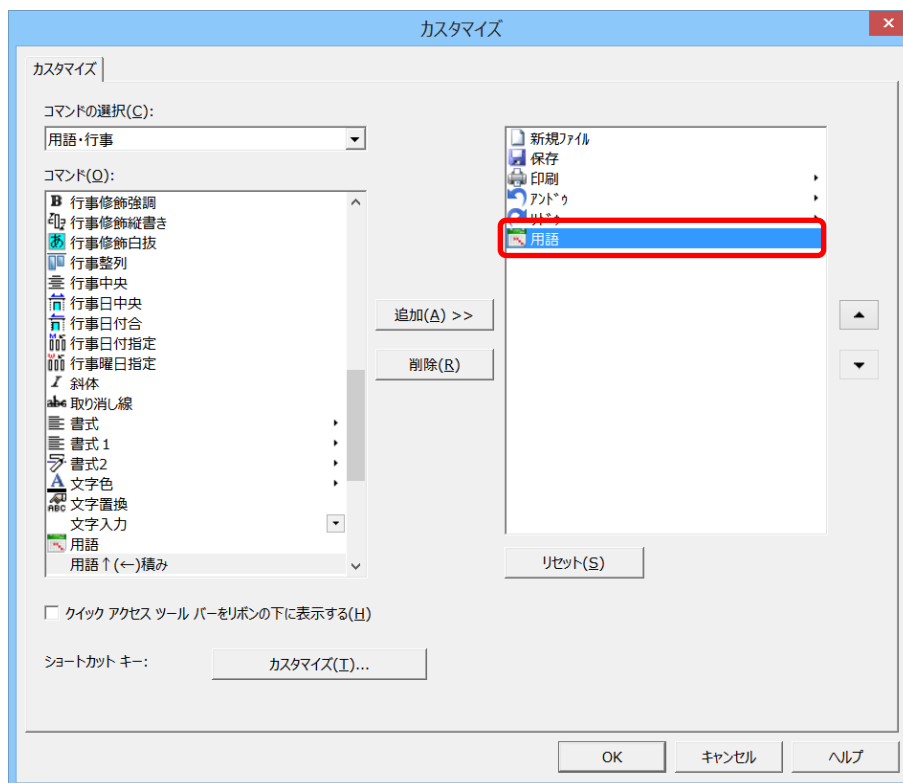 カスタマイズ
カスタマイズ
コマンドの選択(C):
用語・行事
コマンド(O):
行事修飾強調
行事修飾縦書き
行事修飾白抜
行事整列
行事中央
行事日中央
行事日付合
行事日付指定
行事曜日指定
斜体
取り消し線
書式
書式1
書式2
文字色
文字置換
文字入力
用語
用語↑(←)積み
追加(A) >>
削除(R)
新規ファイル
保存
印刷
アンドゥ
リドゥ
用語
リセット(S)
クイック アクセス ツール バーをリボンの下に表示する(H)
ショートカット キー:
カスタマイズ(T)...
OK
キャンセル
ヘルプ